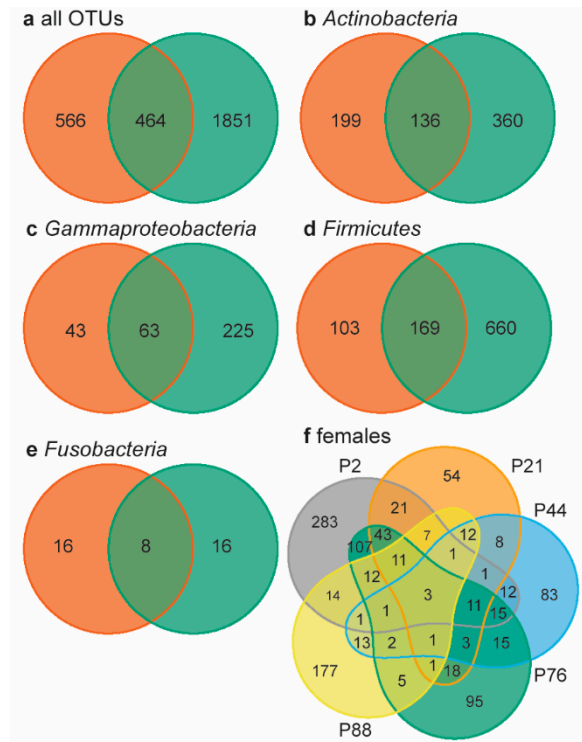 a all OTUs
566 464 1851
b Actinobacteria
199 136 360
c Gammaproteobacteria
43 63 225
d Firmicutes
103 169 660
e Fusobacteria
16 8 16
f females
P2 P21
54
283 21 P44
107 43 7 12 8
11 1
12 1 12 83
14 3 11 15
1 1
13 2 1 3 15
177 1 18 P76
5
95
P88